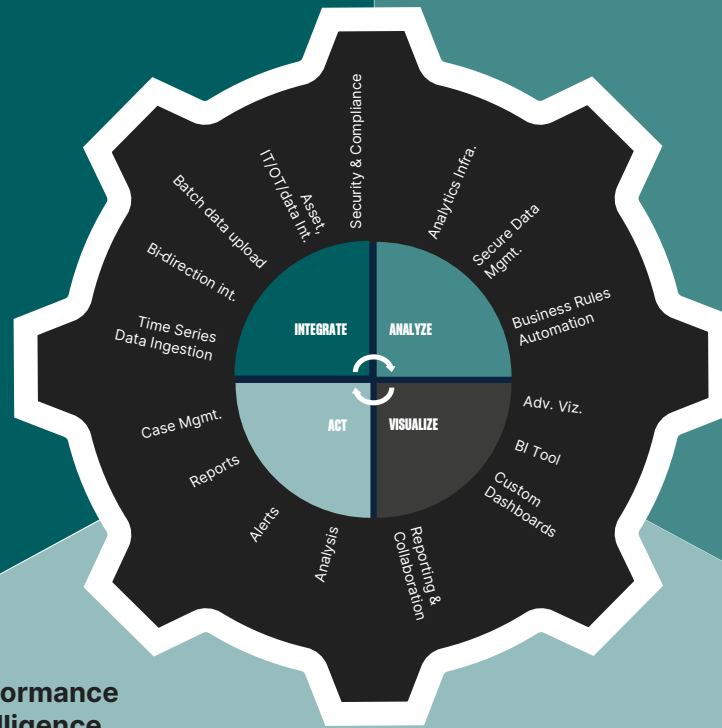 Security & Compliance
Asset,
IT/OT/data Int.
Batch data upload
Bi-direction int.
Time Series
Data Ingestion
Analytics Infra.
Secure Data
Mgmt.
Business Rules
Automation
INTEGRATE
ANALYZE
ACT
VISUALIZE
Case Mgmt.
Reports
Alerts
Analysis
Adv. Viz.
BI Tool
Custom
Dashboards
Reporting &
Collaboration
ormance
lligence